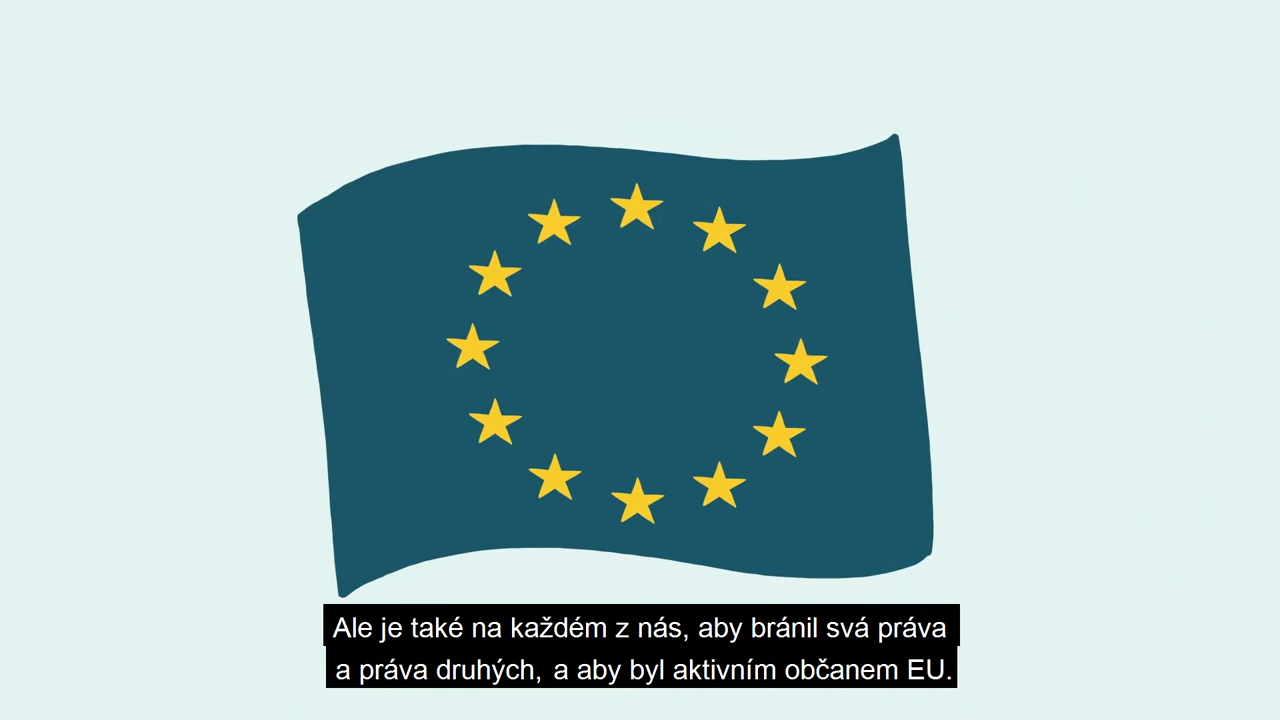 Ale je také na každém z nás, aby bránil svá práva
a práva druhých, a aby byl aktivním občanem EU.